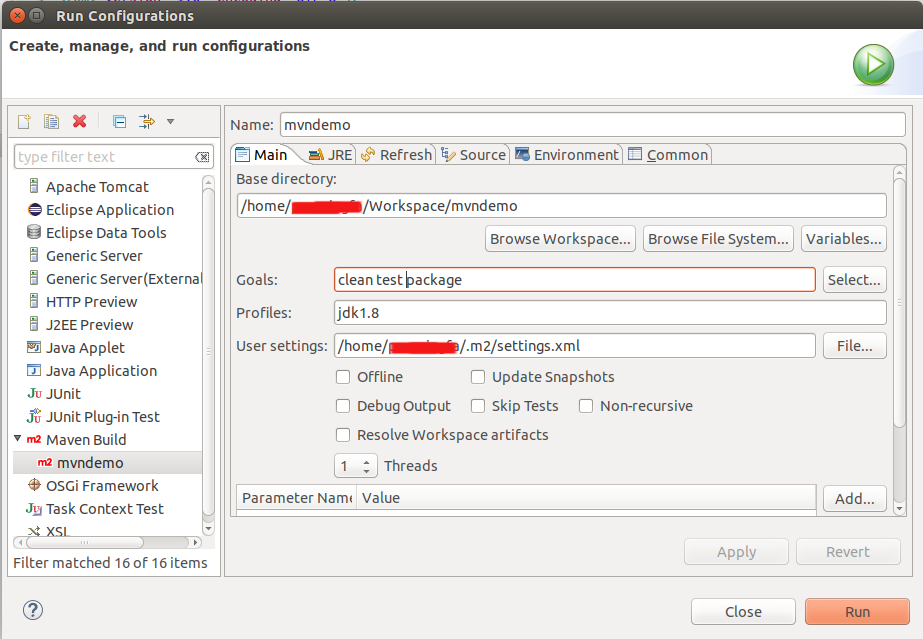 Run Configurations
Create, manage, and run configurations
type filter text
Apache Tomcat
Eclipse Application
Eclipse Data Tools
Generic Server
Generic Server(External
HTTP Preview
J2EE Preview
Java Applet
Java Application
Ju JUnit
JUnit Plug-in Test
m2 Maven Build
m2 mvndemo
OSGi Framework
Ju Task Context Test
XSL
Filter matched 16 of 16 items
Name: mvndemo
Main JRE Refresh Source Environment Common
Base directory:
/home/ /Workspace/mvndemo
Browse Workspace... Browse File System... Variables...
Goals: clean test package Select...
Profiles: jdk1.8
User settings: /home/ /.m2/settings.xml File...
Offline Update Snapshots
Debug Output Skip Tests Non-recursive
Resolve Workspace artifacts
1 Threads
Parameter Name Value Add...
Apply Revert
? Close Run